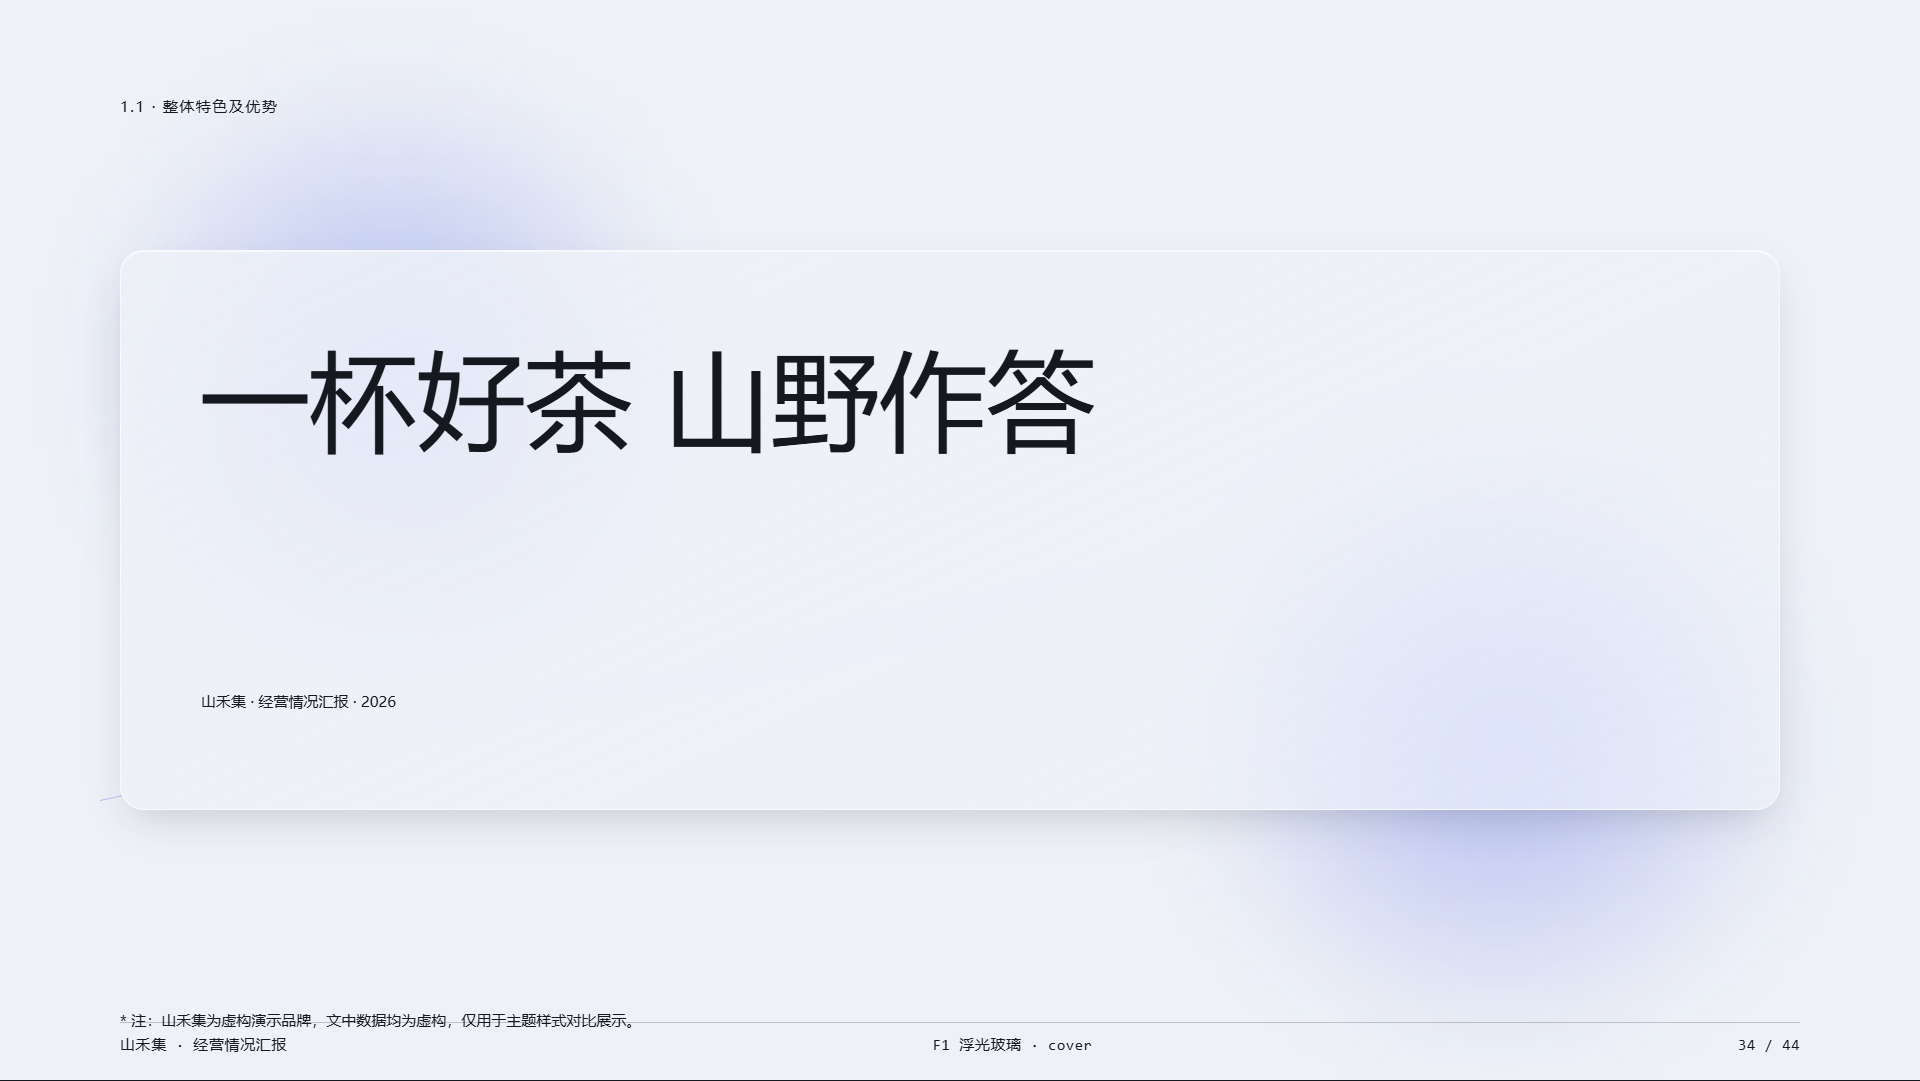 1.1 · 整体特色及优势
一杯好茶 山野作答
山禾集 · 经营情况汇报 · 2026
* 注：山禾集为虚构演示品牌，文中数据均为虚构，仅用于主题样式对比展示。
山禾集 · 经营情况汇报
F1 浮光玻璃 · cover
34 / 44